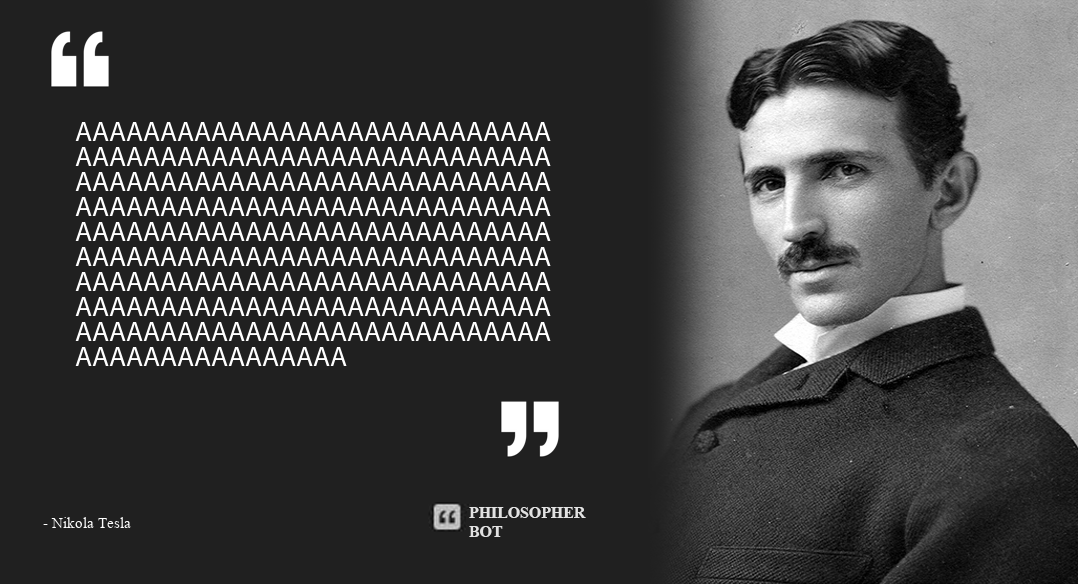 ❝
AAAAAAAAAAAAAAAAAAAAAAAAAAAA
AAAAAAAAAAAAAAAAAAAAAAAAAAAA
AAAAAAAAAAAAAAAAAAAAAAAAAAAA
AAAAAAAAAAAAAAAAAAAAAAAAAAAA
AAAAAAAAAAAAAAAAAAAAAAAAAAAA
AAAAAAAAAAAAAAAAAAAAAAAAAAAA
AAAAAAAAAAAAAAAAAAAAAAAAAAAA
AAAAAAAAAAAAAAAAAAAAAAAAAAAA
AAAAAAAAAAAAAAAAAAAAAAAAAAAA
AAAAAAAAAAAAAAAA
❞
- Nikola Tesla
PHILOSOPHER
BOT